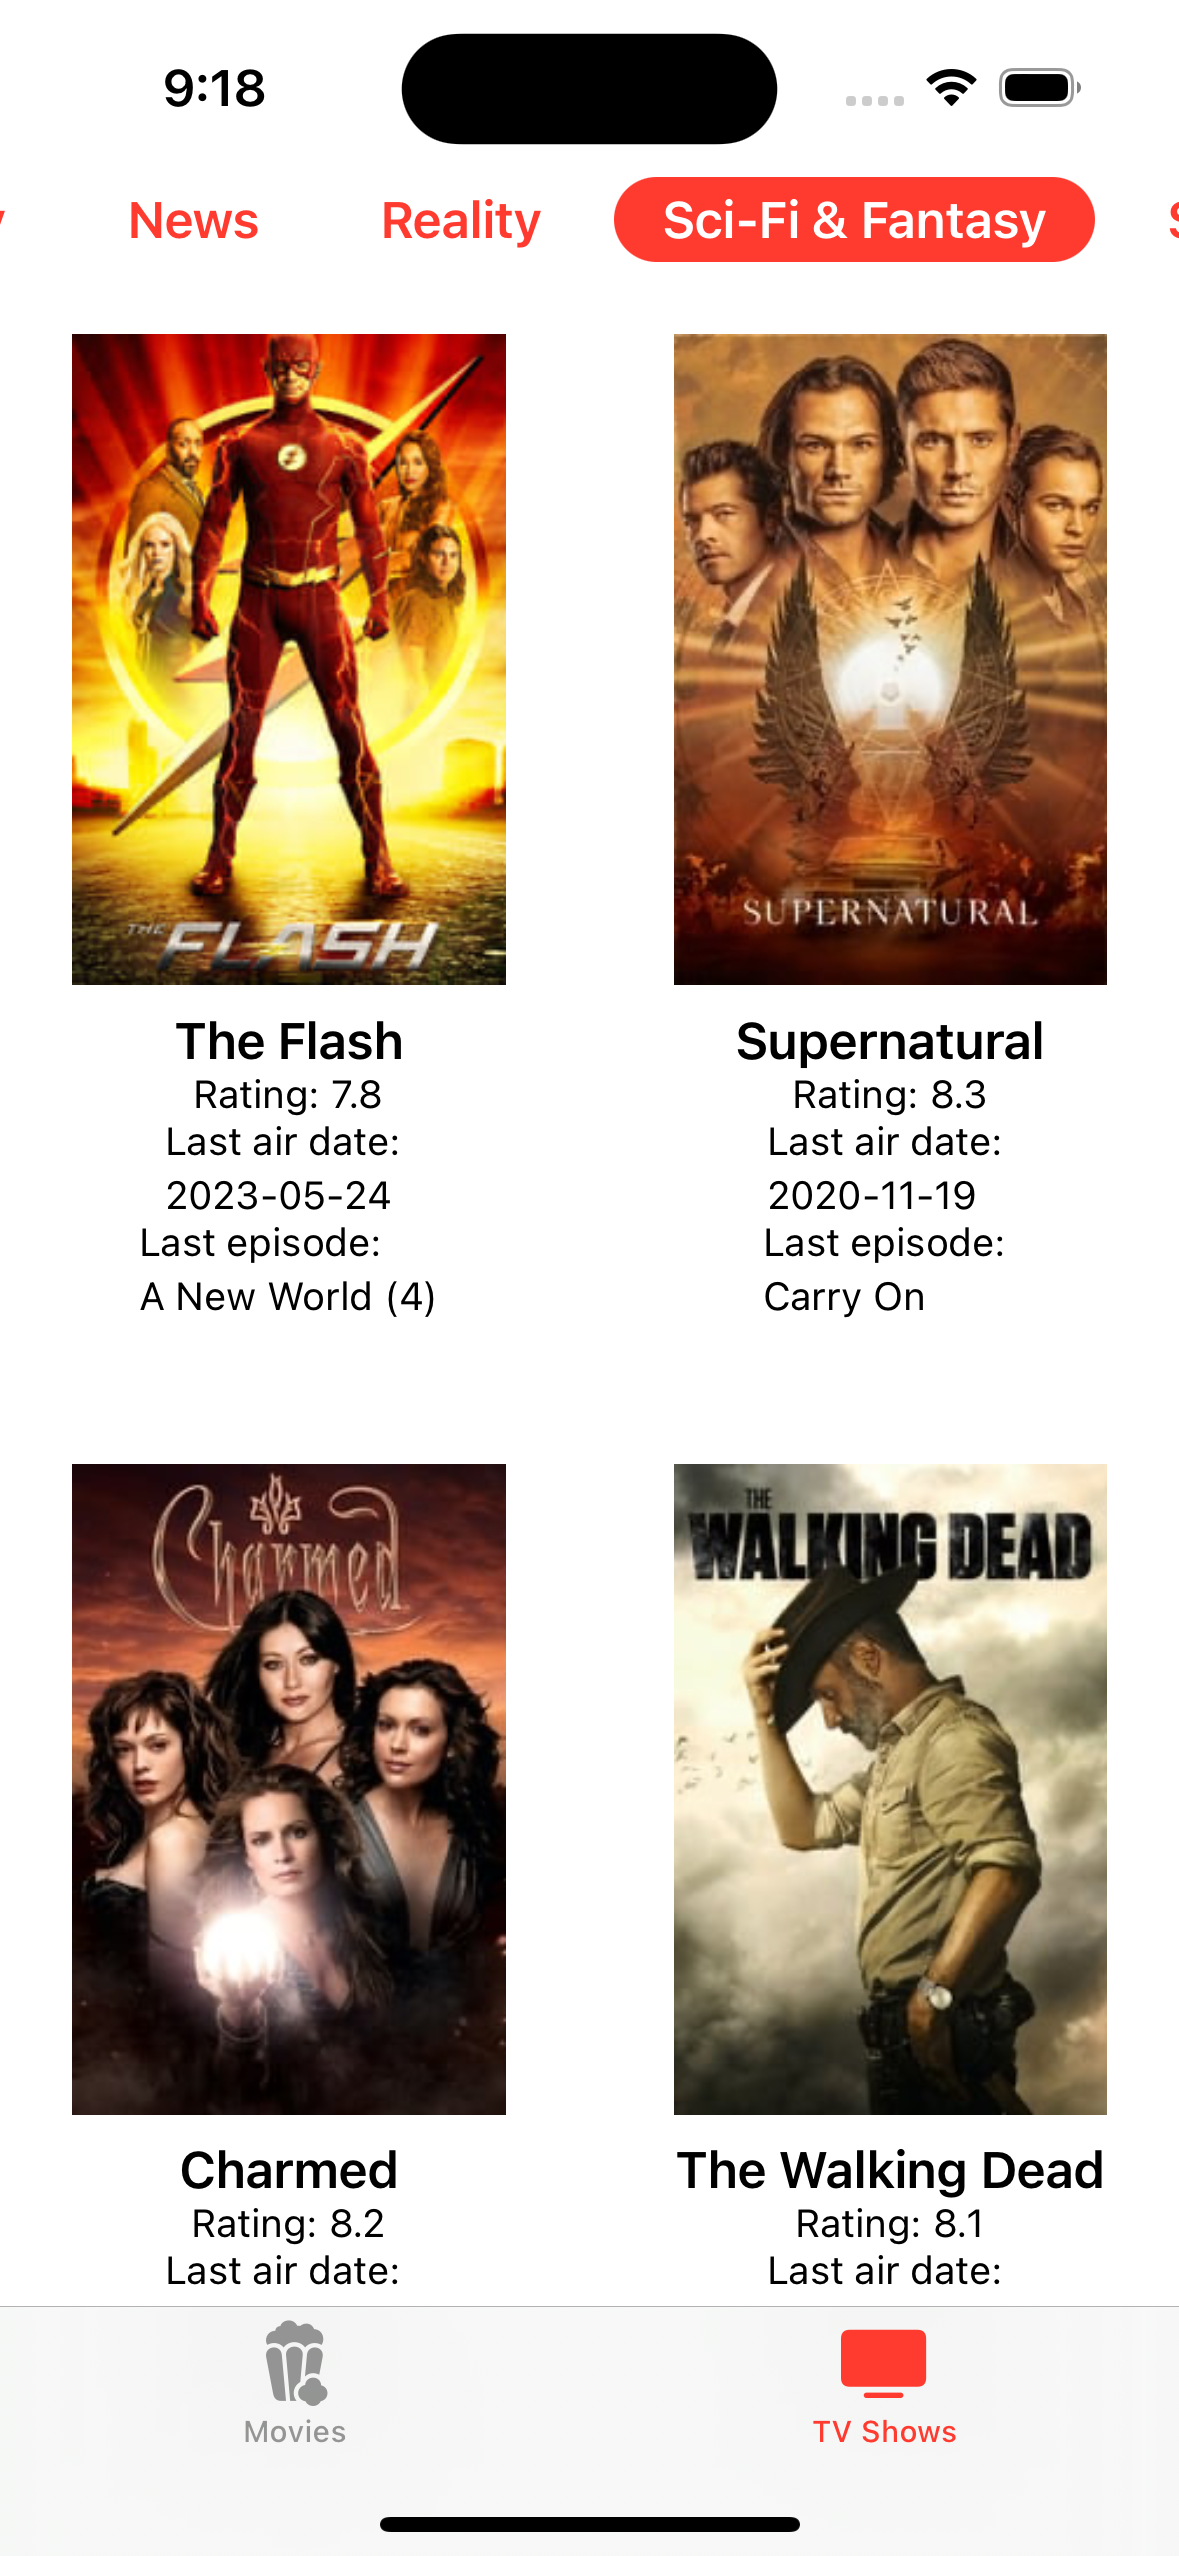 9:18
News Reality Sci-Fi & Fantasy
THE FLASH
SUPERNATURAL
The Flash
Rating: 7.8
Last air date:
2023-05-24
Last episode:
A New World (4)
Supernatural
Rating: 8.3
Last air date:
2020-11-19
Last episode:
Carry On
Charmed
THE
WALKING DEAD
Charmed
Rating: 8.2
Last air date:
The Walking Dead
Rating: 8.1
Last air date:
Movies
TV Shows